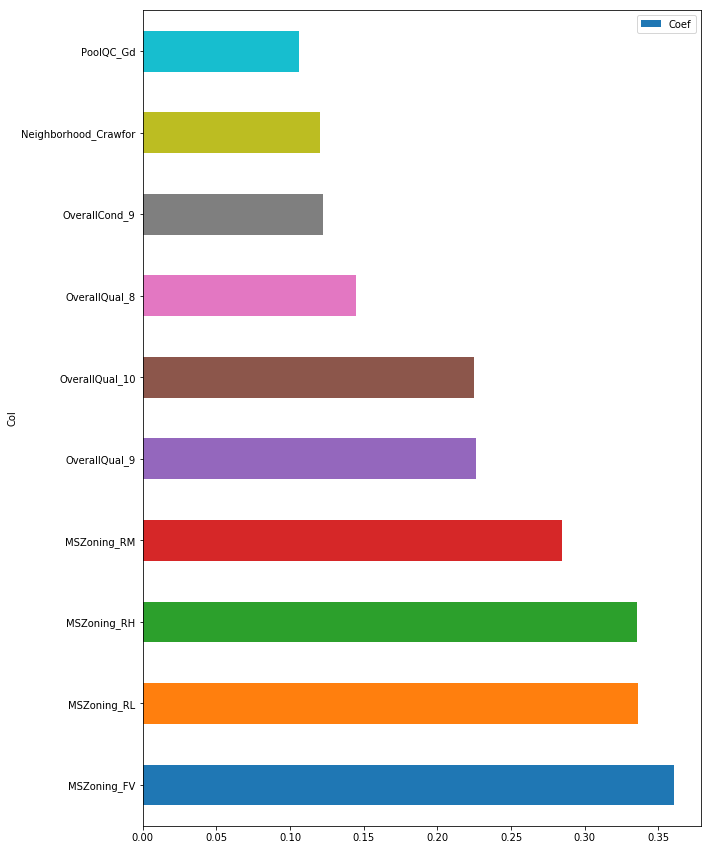 Coef
PoolQC_Gd
Neighborhood_Crawfor
OverallCond_9
OverallQual_8
OverallQual_10
OverallQual_9
MSZoning_RM
MSZoning_RH
MSZoning_RL
MSZoning_FV
Col
0.00 0.05 0.10 0.15 0.20 0.25 0.30 0.35